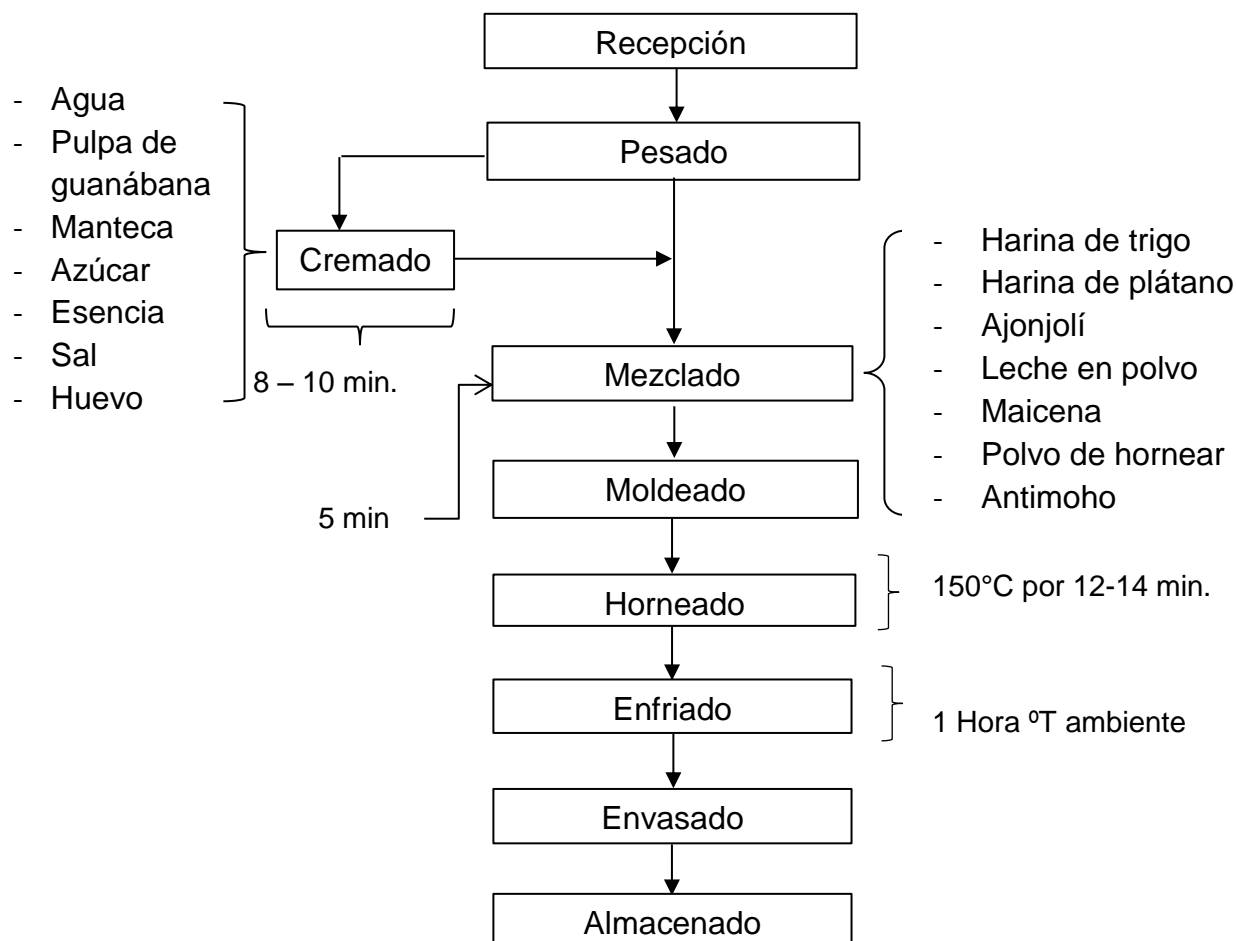 Recepción
- Agua
- Pulpa de
guanábana
- Manteca
- Azúcar
- Esencia
- Sal
- Huevo
Pesado
Cremado
8 – 10 min.
Mezclado
5 min
- Harina de trigo
- Harina de plátano
- Ajonjolí
- Leche en polvo
- Maicena
- Polvo de hornear
- Antimoho
Moldeado
Horneado
150°C por 12-14 min.
Enfriado
1 Hora ºT ambiente
Envasado
Almacenado